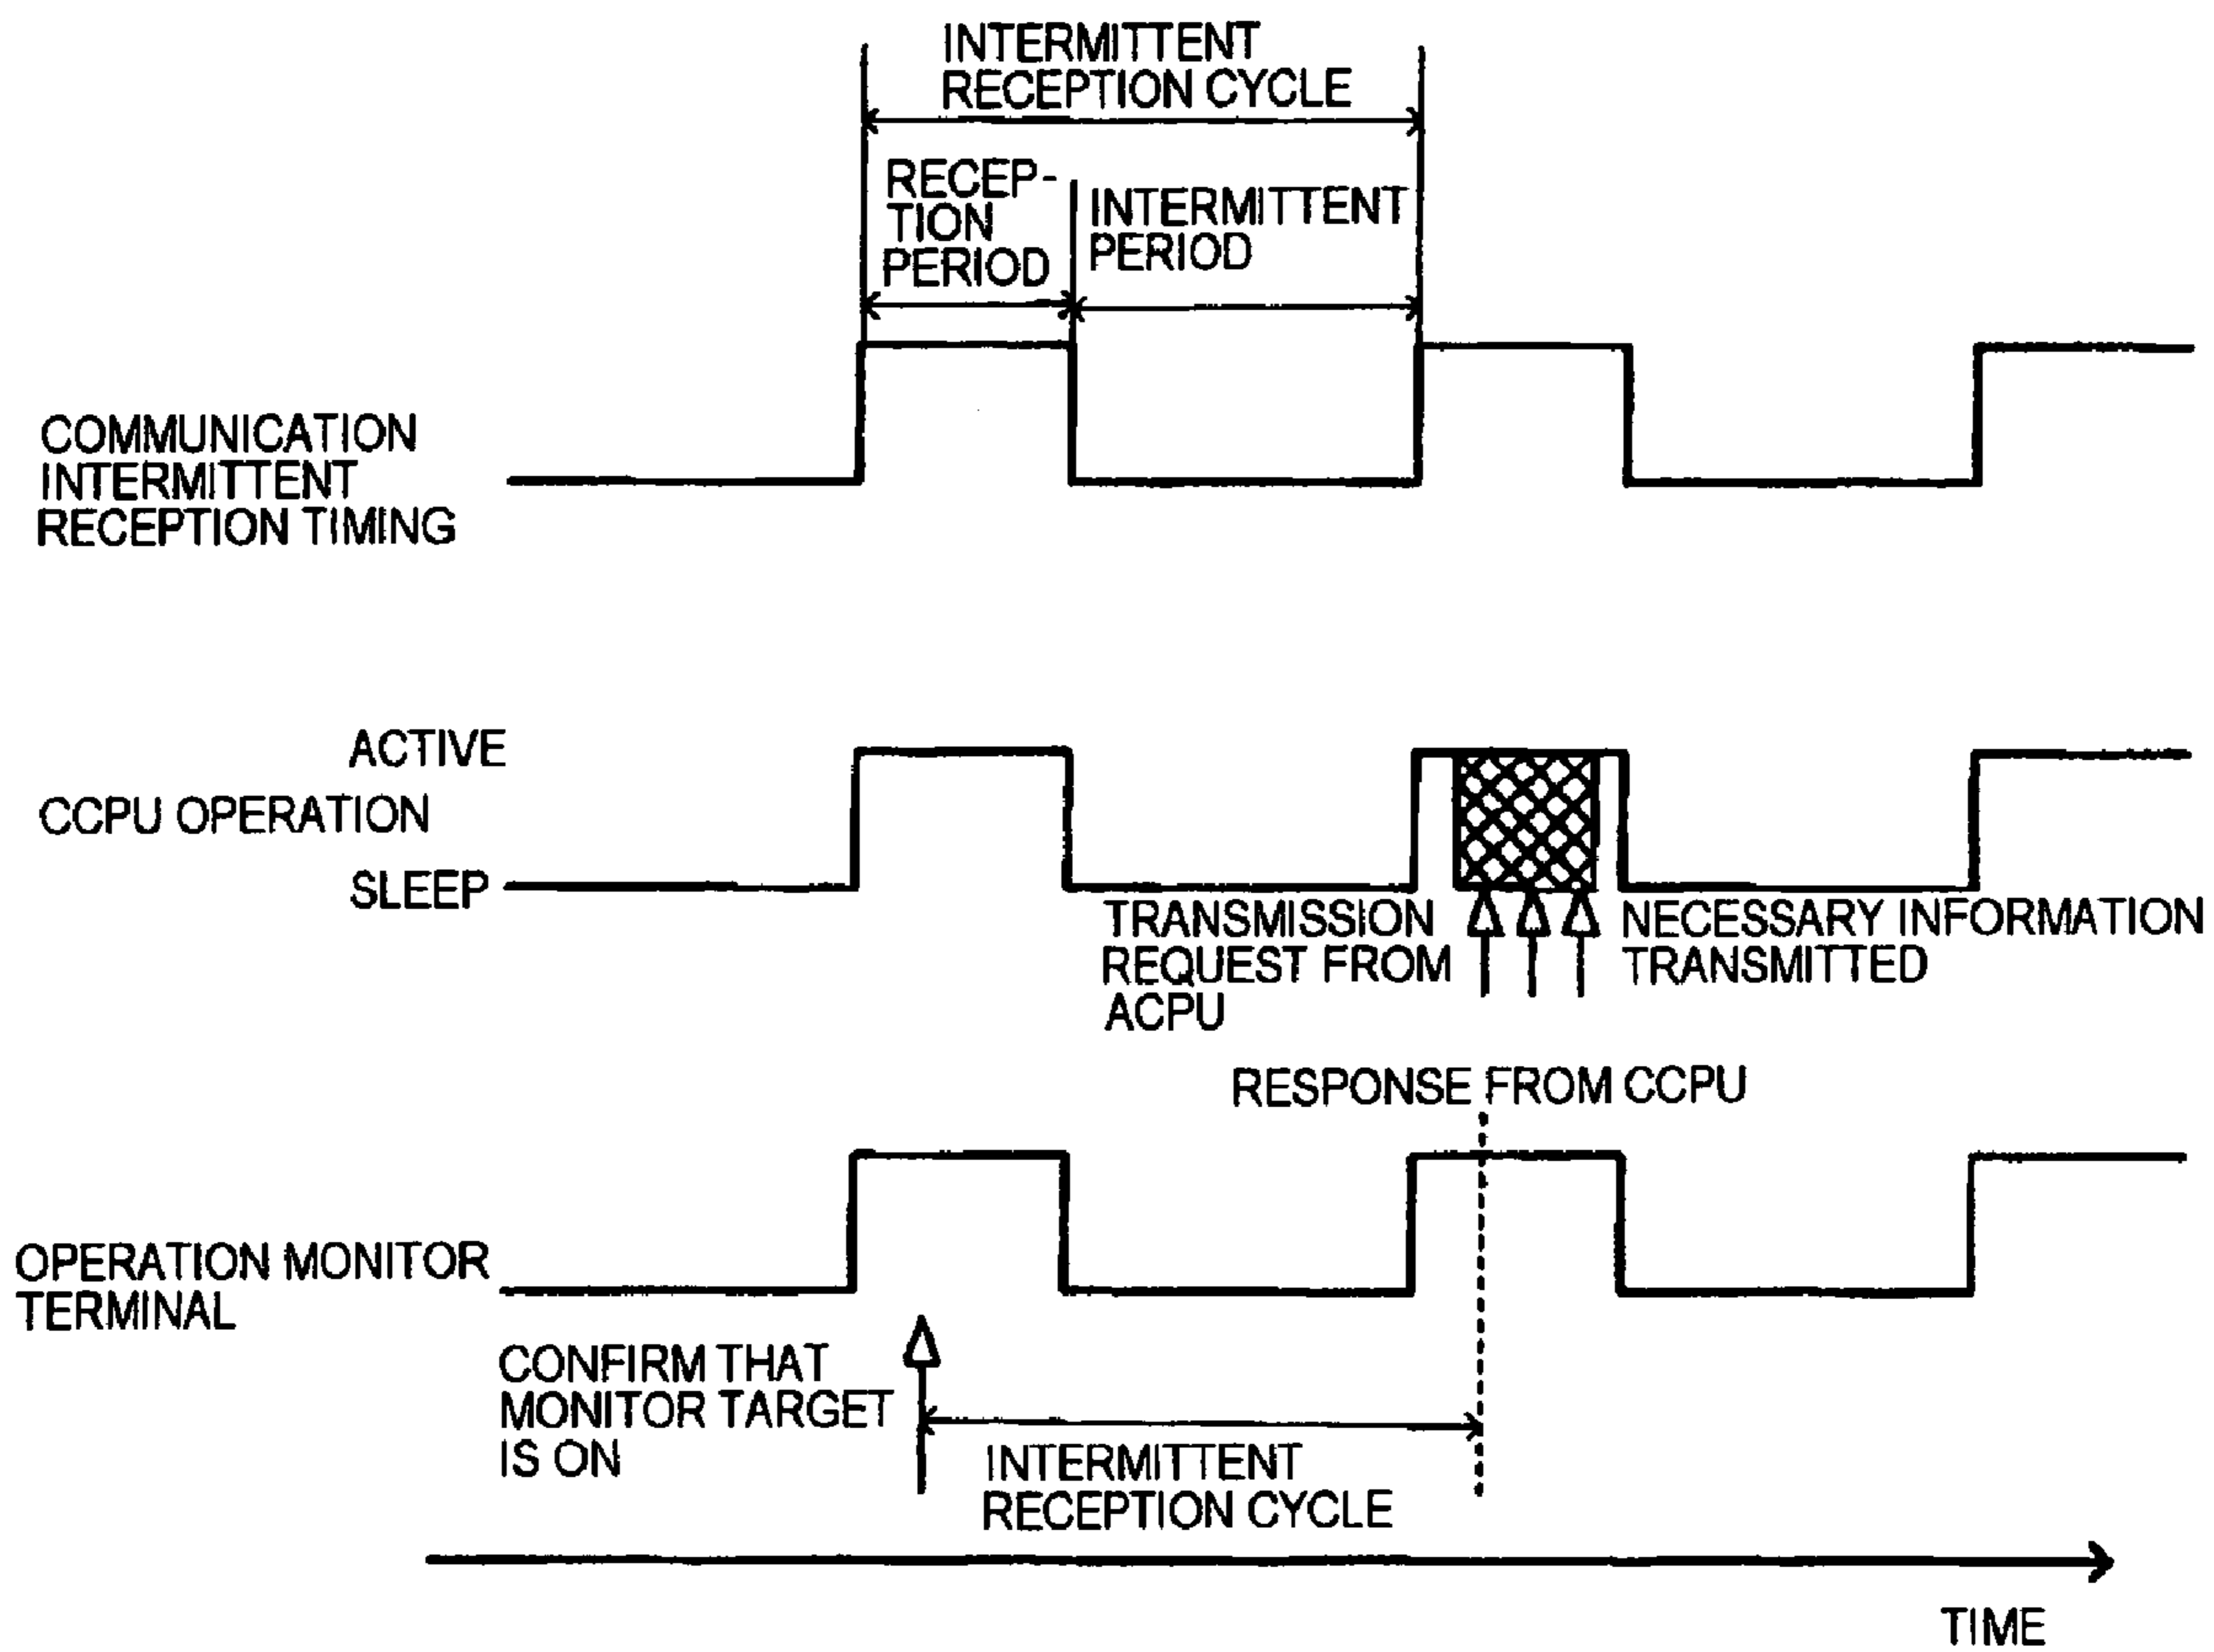 INTERMITTENT
RECEPTION CYCLE
RECEP-
TION
PERIOD
INTERMITTENT
PERIOD
COMMUNICATION
INTERMITTENT
RECEPTION TIMING
ACTIVE
CCPU OPERATION
SLEEP
TRANSMISSION
REQUEST FROM
ACPU
NECESSARY INFORMATION
TRANSMITTED
RESPONSE FROM CCPU
OPERATION MONITOR
TERMINAL
CONFIRM THAT
MONITOR TARGET
IS ON
INTERMITTENT
RECEPTION CYCLE
TIME